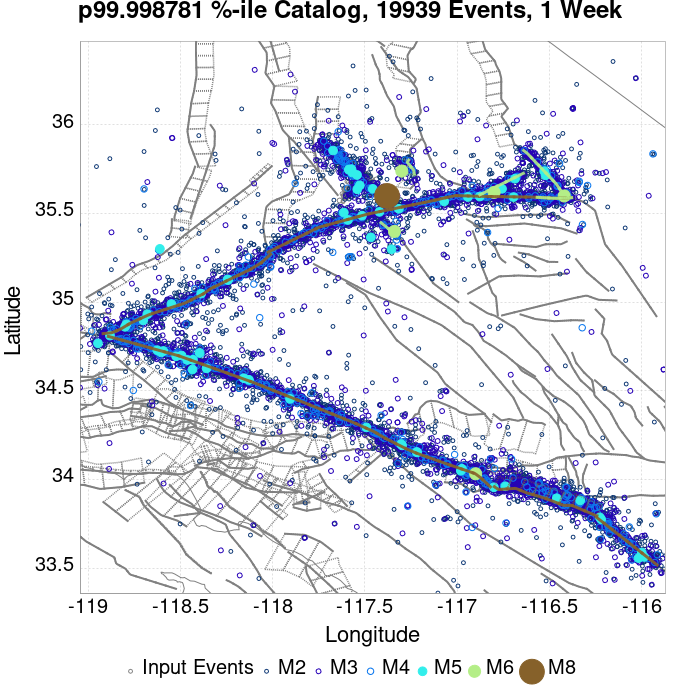 p99.998781 %-ile Catalog, 19939 Events, 1 Week
36
35.5
35
34.5
34
33.5
Latitude
-119 -118.5 -118 -117.5 -117 -116.5 -116
Longitude
Input Events M2 M3 M4 M5 M6 M8